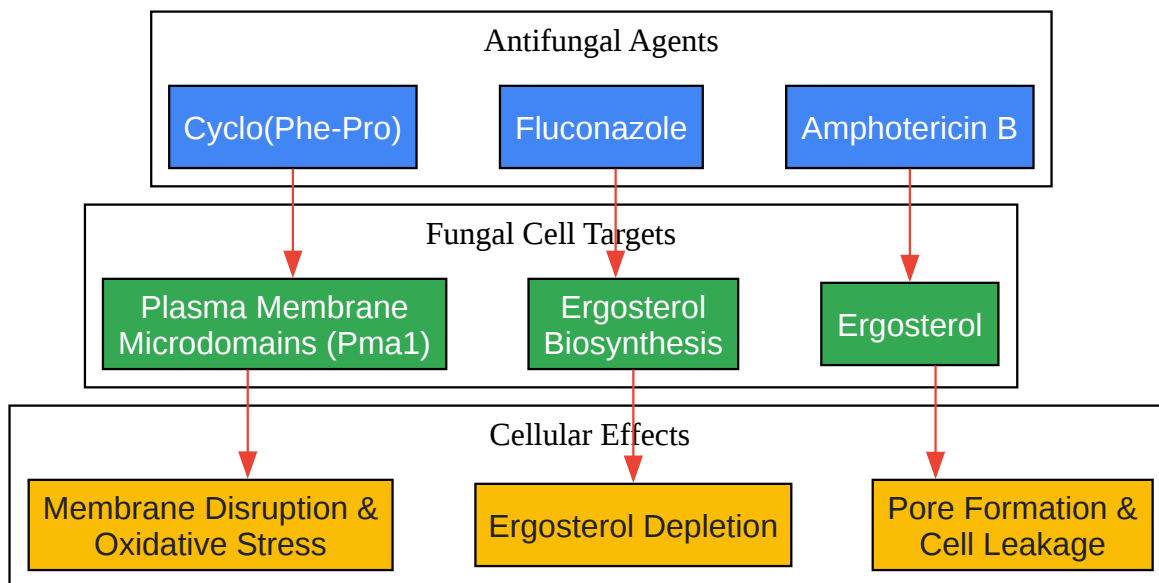 Antifungal Agents
Cyclo(Phe-Pro)
Fluconazole
Amphotericin B
Fungal Cell Targets
Plasma Membrane
Microdomains (Pma1)
Ergosterol
Biosynthesis
Ergosterol
Cellular Effects
Membrane Disruption &
Oxidative Stress
Ergosterol Depletion
Pore Formation &
Cell Leakage